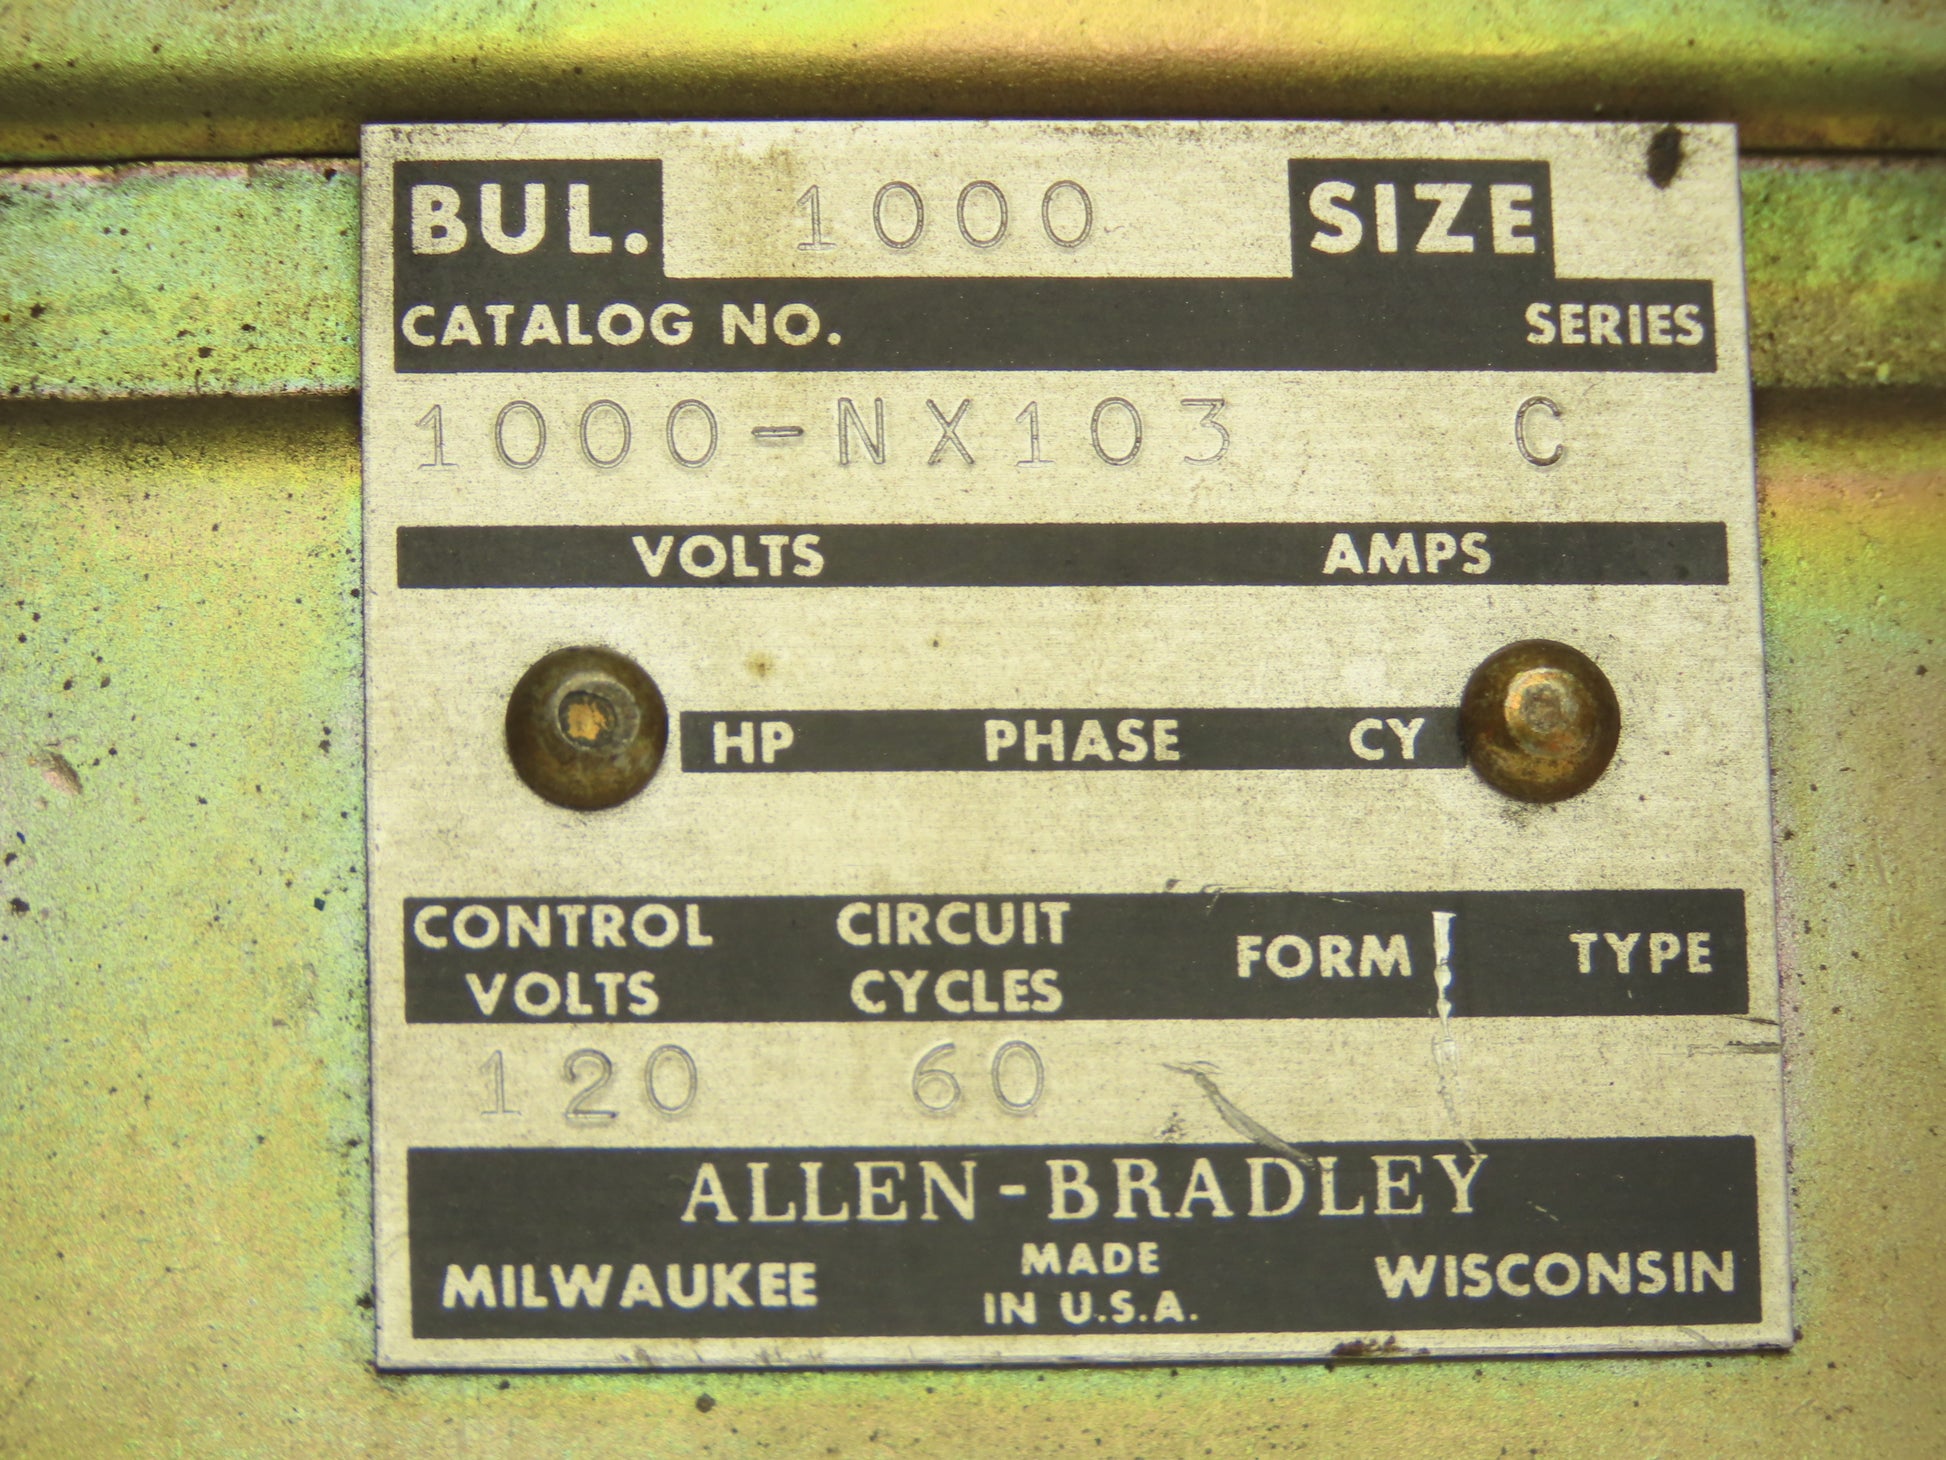 BUL. 1000 SIZE
CATALOG NO. SERIES
1000-NX103 C
VOLTS AMPS
HP PHASE CY
CONTROL VOLTS CIRCUIT CYCLES FORM TYPE
120 60
ALLEN-BRADLEY
MILWAUKEE MADE IN U.S.A. WISCONSIN